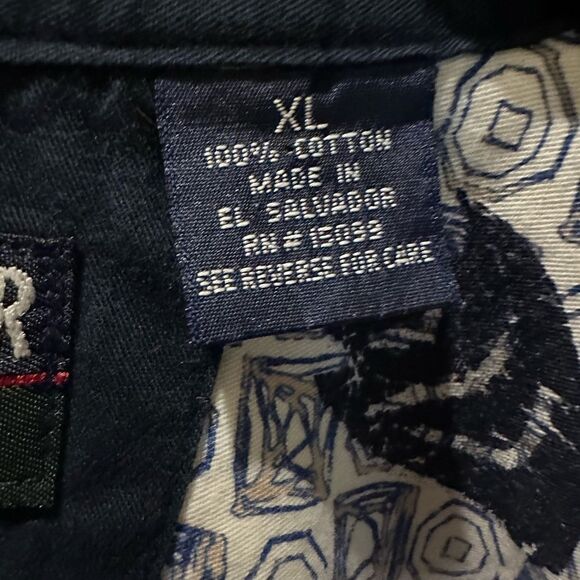 XL
100% COTTON
MADE IN
EL SALVADOR
RN # 15099
SEE REVERSE FOR CARE
R